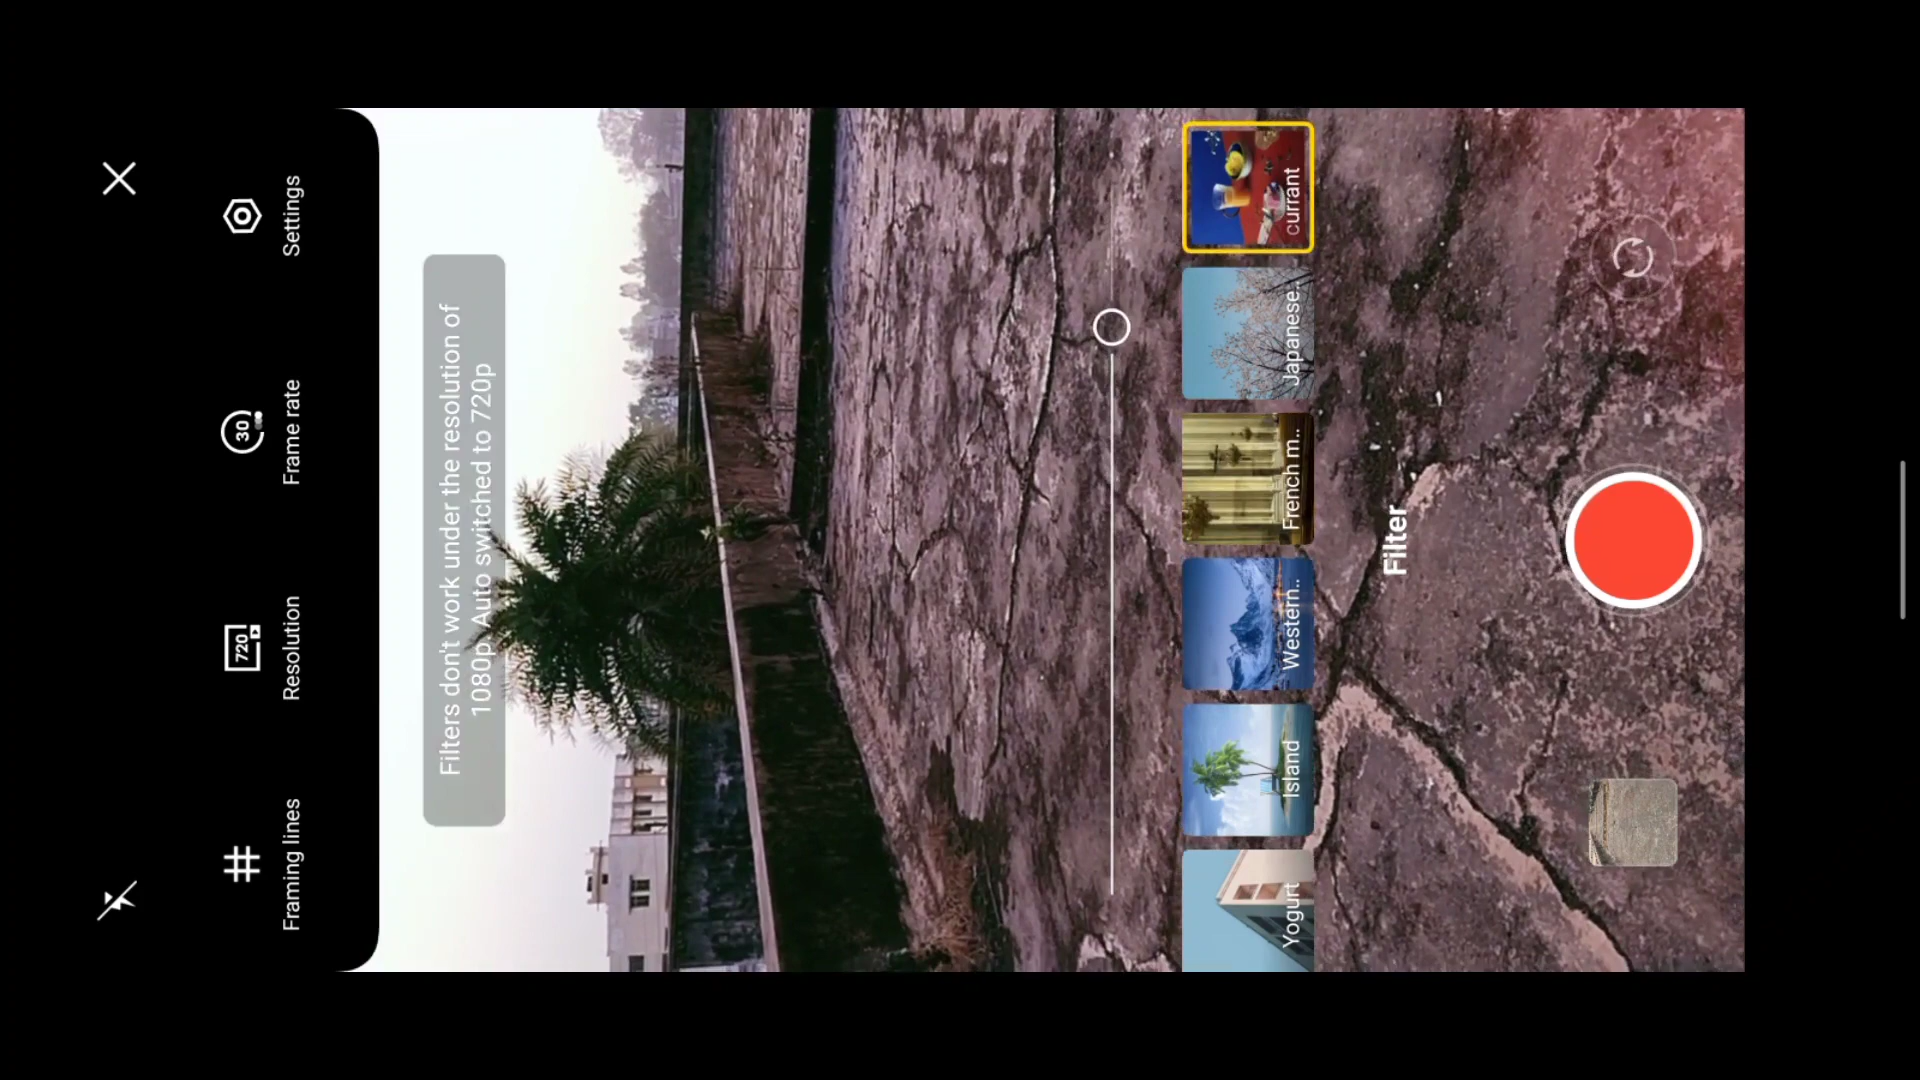 Framing lines
720
Resolution
30
Frame rate
Settings
Filters don't work under the resolution of
1080p.Auto switched to 720p
Yogurt
Island
Western..
French m..
Japanese..
currant
Filter